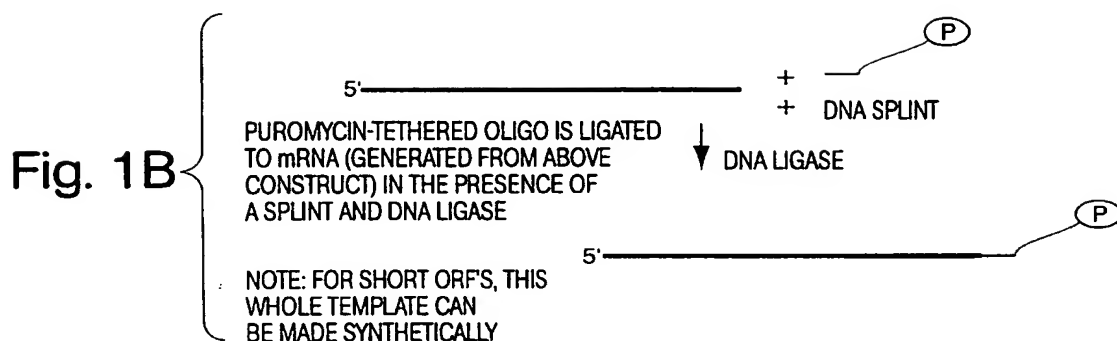 P
5'
+
+ DNA SPLINT
PUROMYCIN-TETHERED OLIGO IS LIGATED
TO mRNA (GENERATED FROM ABOVE
CONSTRUCT) IN THE PRESENCE OF
A SPLINT AND DNA LIGASE
DNA LIGASE
Fig. 1B
P
5'
NOTE: FOR SHORT ORF'S, THIS
WHOLE TEMPLATE CAN
BE MADE SYNTHETICALLY